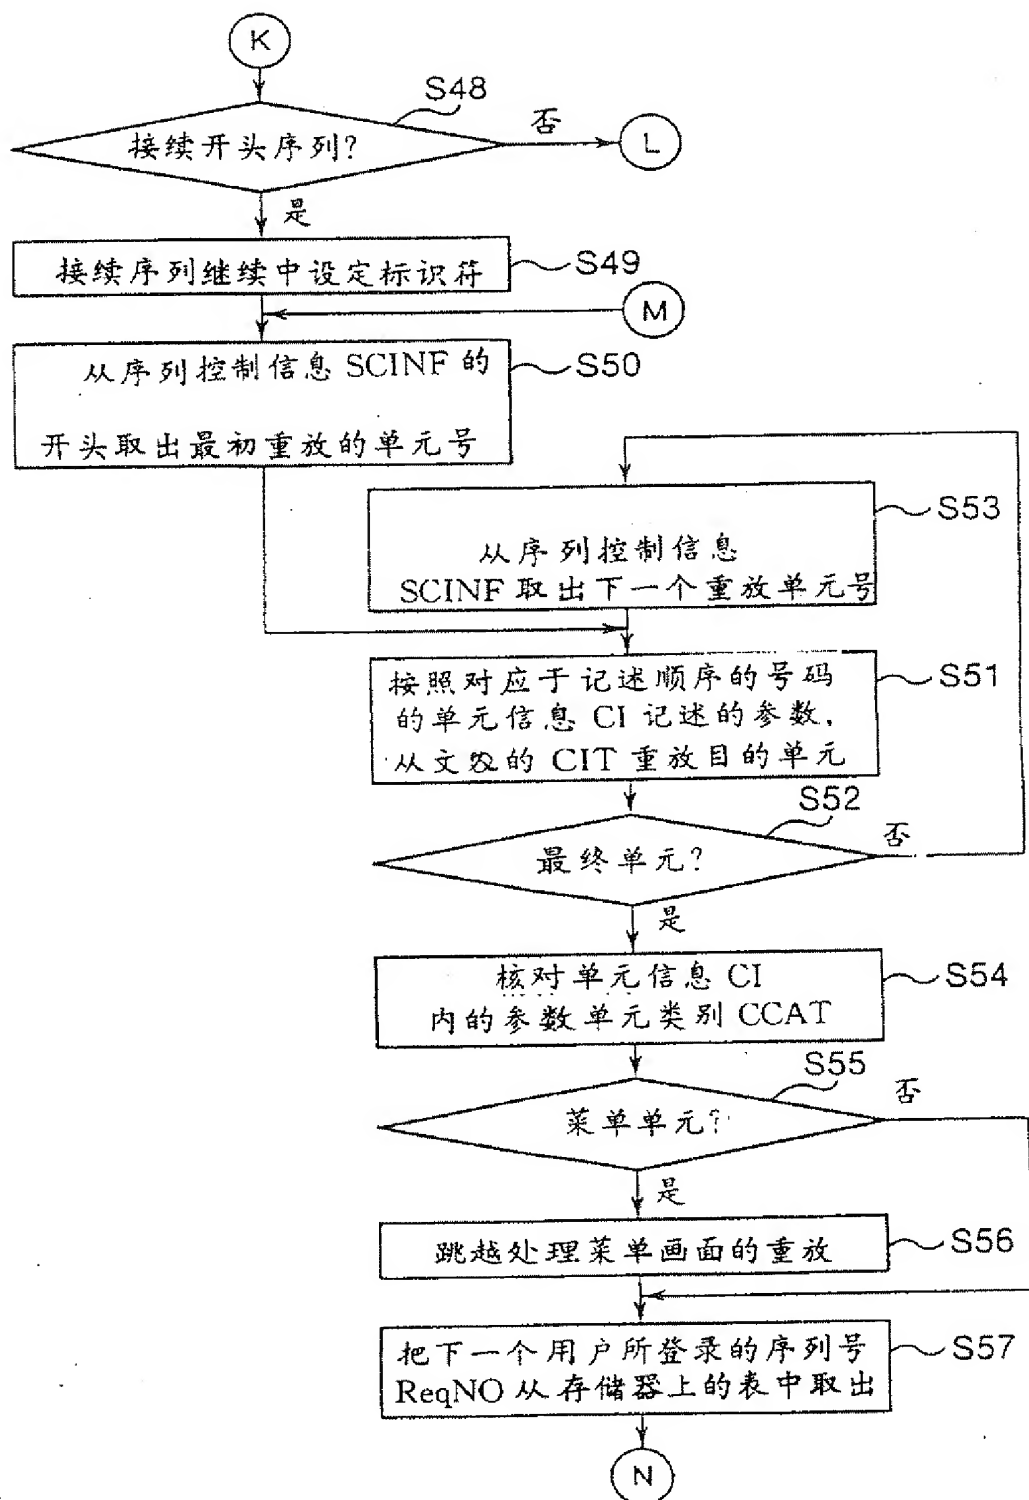 K
S48
接续开头序列?
否
L
是
接续序列继续中设定标识符
S49
M
从序列控制信息 SCINF 的
开头取出最初重放的单元号
S50
S53
从序列控制信息
SCINF 取出下一个重放单元号
按照对应于记述顺序的号码
的单元信息 CI 记述的参数,
从文 的 CIT 重放目的单元
S51
S52
最终单元?
否
是
核对单元信息 CI
内的参数单元类别 CCAT
S54
S55
菜单单元?
否
是
跳越处理菜单画面的重放
S56
把下一个用户所登录的序列号
ReqNO 从存储器上的表中取出
S57
N